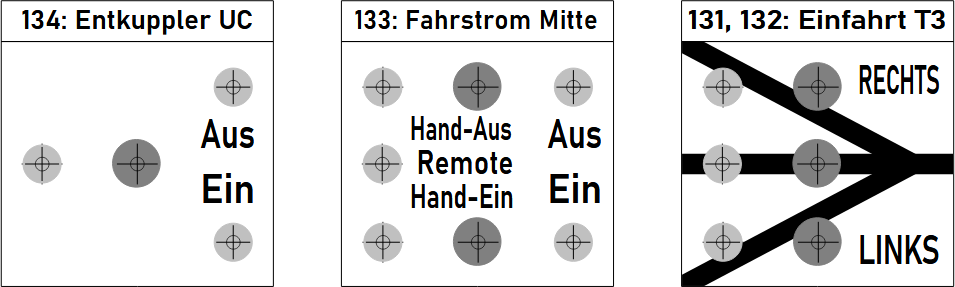 134: Entkuppler UC
Aus
Ein
133: Fahrstrom Mitte
Hand-Aus
Remote
Hand-Ein
Aus
Ein
131, 132: Einfahrt T3
RECHTS
LINKS